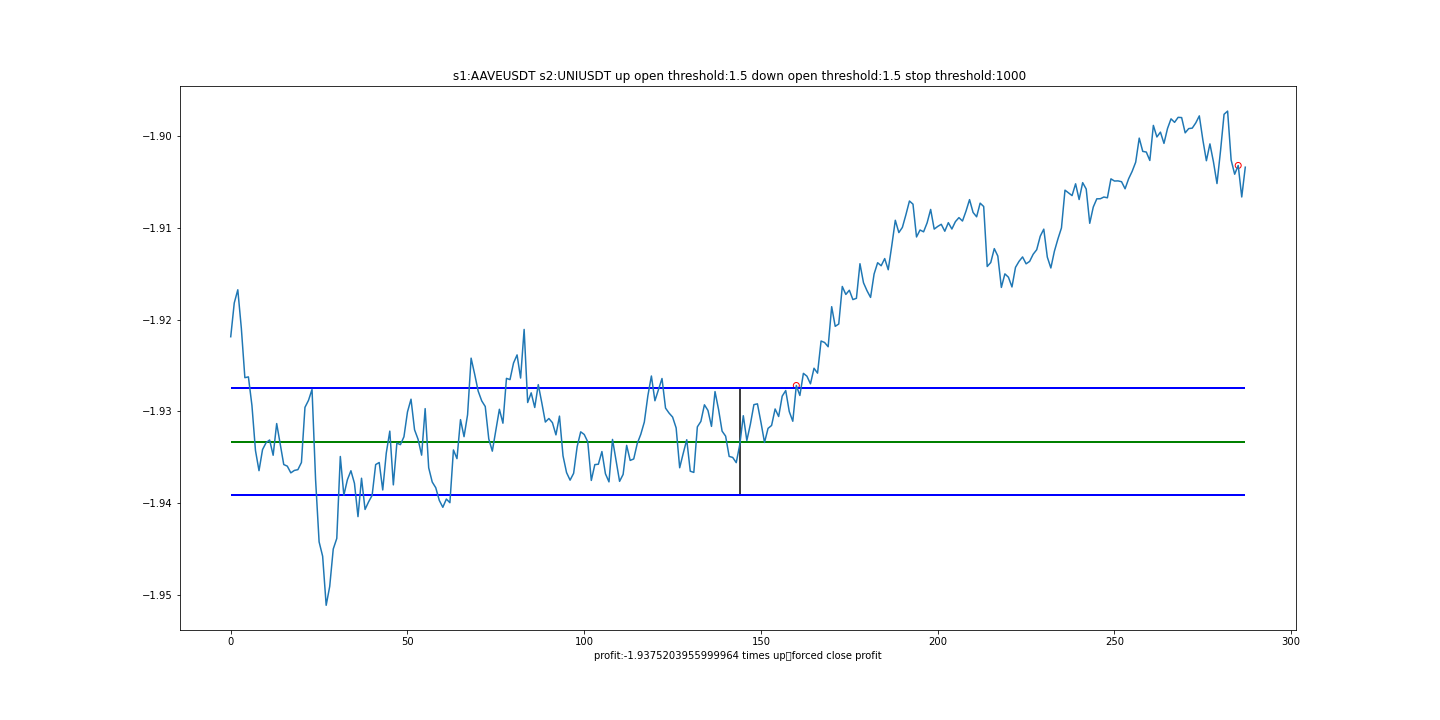 s1:AAVEUSDT s2:UNIUSDT up open threshold:1.5 down open threshold:1.5 stop threshold:1000
−1.90
−1.91
−1.92
−1.93
−1.94
−1.95
0 50 100 150 200 250 300
profit:-1.9375203955999964 times up▯forced close profit